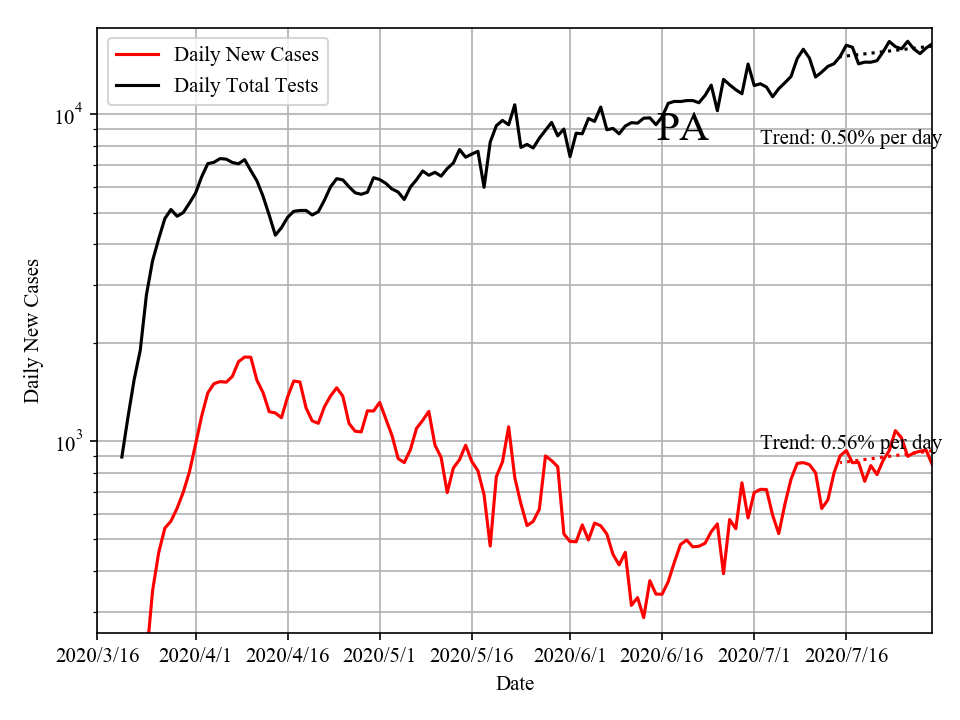 Daily New Cases
Daily Total Tests
10^4
PA
Trend: 0.50% per day
Daily New Cases
10^3
Trend: 0.56% per day
2020/3/16 2020/4/1 2020/4/16 2020/5/1 2020/5/16 2020/6/1 2020/6/16 2020/7/1 2020/7/16
Date